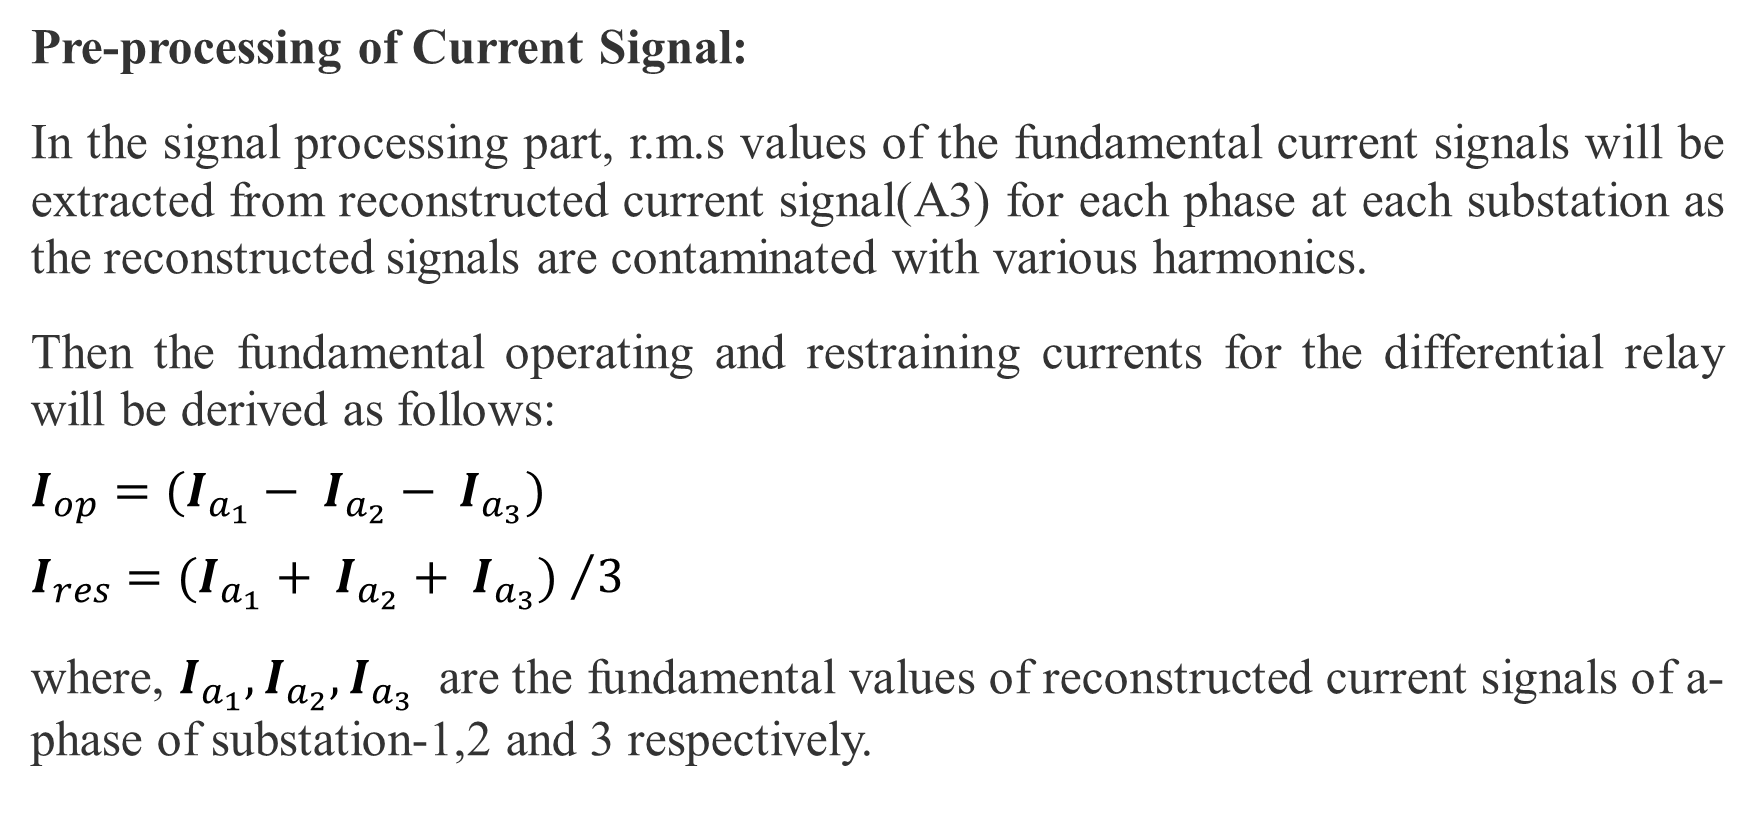 Pre-processing of Current Signal:
In the signal processing part, r.m.s values of the fundamental current signals will be
extracted from reconstructed current signal(A3) for each phase at each substation as
the reconstructed signals are contaminated with various harmonics.
Then the fundamental operating and restraining currents for the differential relay
will be derived as follows:
I_op = (I_a₁ − I_a₂ − I_a₃)
I_res = (I_a₁ + I_a₂ + I_a₃) /3
where, I_a₁, I_a₂, I_a₃ are the fundamental values of reconstructed current signals of a-
phase of substation-1,2 and 3 respectively.